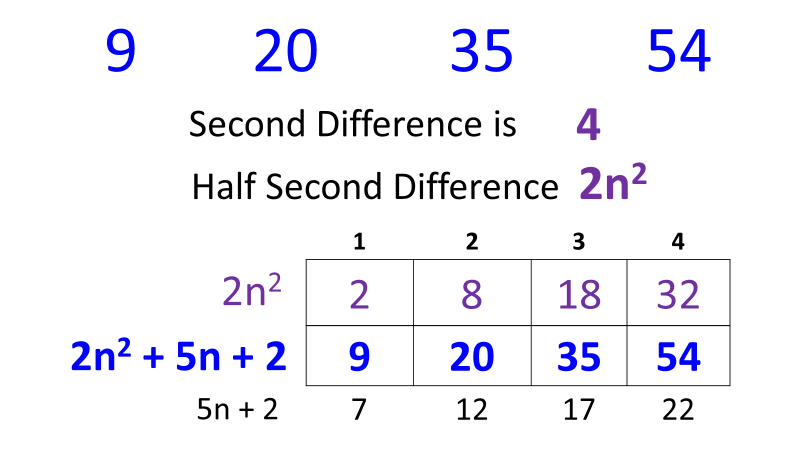 9 20 35 54
Second Difference is 4
Half Second Difference 2n²
1 2 3 4
2n² 2 8 18 32
2n² + 5n + 2 9 20 35 54
5n + 2 7 12 17 22